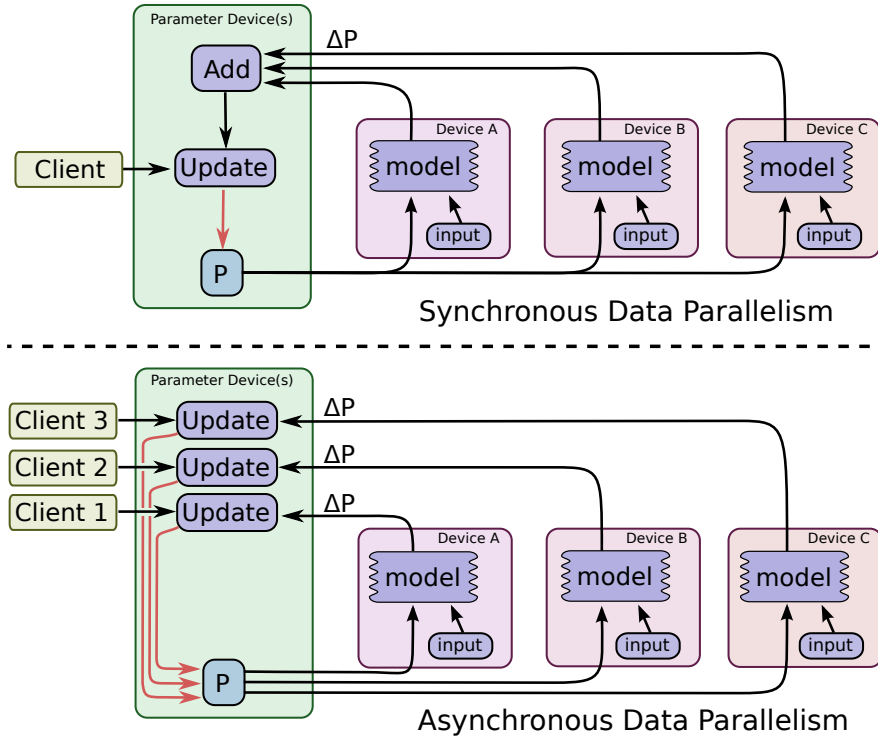 Parameter Device(s)
ΔP
Add
Device A
Device B
Device C
Client
Update
model
model
model
input
input
input
P
Synchronous Data Parallelism
Parameter Device(s)
Client 3
Update
ΔP
Client 2
Update
ΔP
Client 1
Update
ΔP
Device A
Device B
Device C
model
model
model
input
input
input
P
Asynchronous Data Parallelism